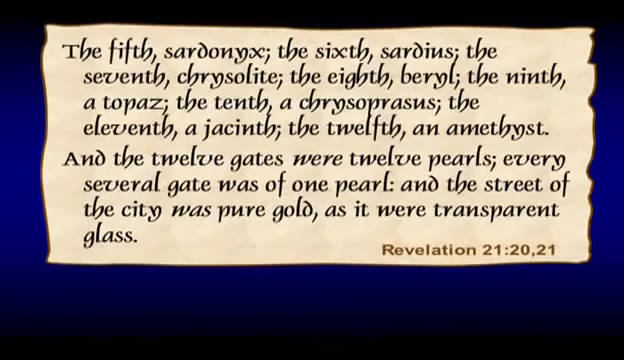 The fifth, sardonyx; the sixth, sardius; the
seventh, chrysolite; the eighth, beryl; the ninth,
a topaz; the tenth, a chrysoprasus; the
eleventh, a jacinth; the twelfth, an amethyst.
And the twelve gates were twelve pearls; every
several gate was of one pearl: and the street of
the city was pure gold, as it were transparent
glass.
Revelation 21:20,21